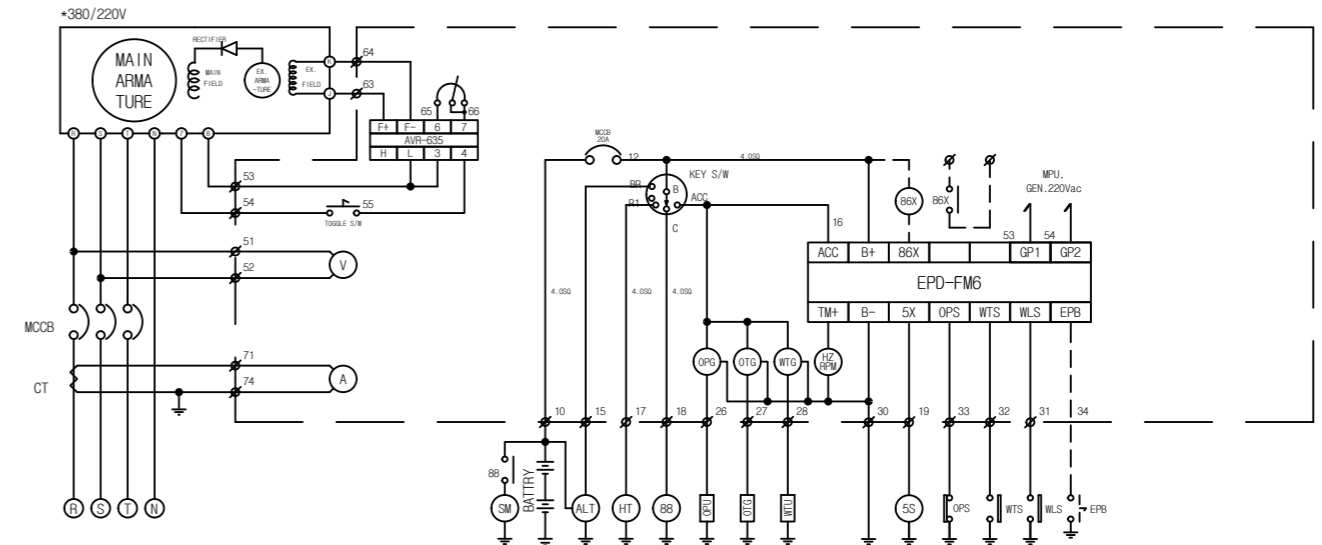 *380/220V
RECTIFIER
MAIN
ARMA
TURE
MAIN
FIELD
EX.
ARMA
-TURE
EX.
FIELD
K
J
64
63
65
66
F+ F- 6 7
AVR-635
H L 3 4
R S T N 7 8
53
54
55
TOGGLE S/W
51
52
V
MCCB
71
74
A
CT
R S T N
MCCB
20A
12
4.0SQ
KEY S/W
BR
B
R1
ACC
C
16
4.0SQ
4.0SQ
4.0SQ
86X
86X
MPU.
GEN.220Vac
53
54
ACC B+ 86X GP1 GP2
EPD-FM6
TM+ B- 5X OPS WTS WLS EPB
OPG
OTG
WTG
HZ
RPM
10 15 17 18 26 27 28 30 19 33 32 31 34
88
SM
BATTRY
ALT
HT
88
OPU
OTG
WTU
5S
OPS
WTS
WLS
EPB